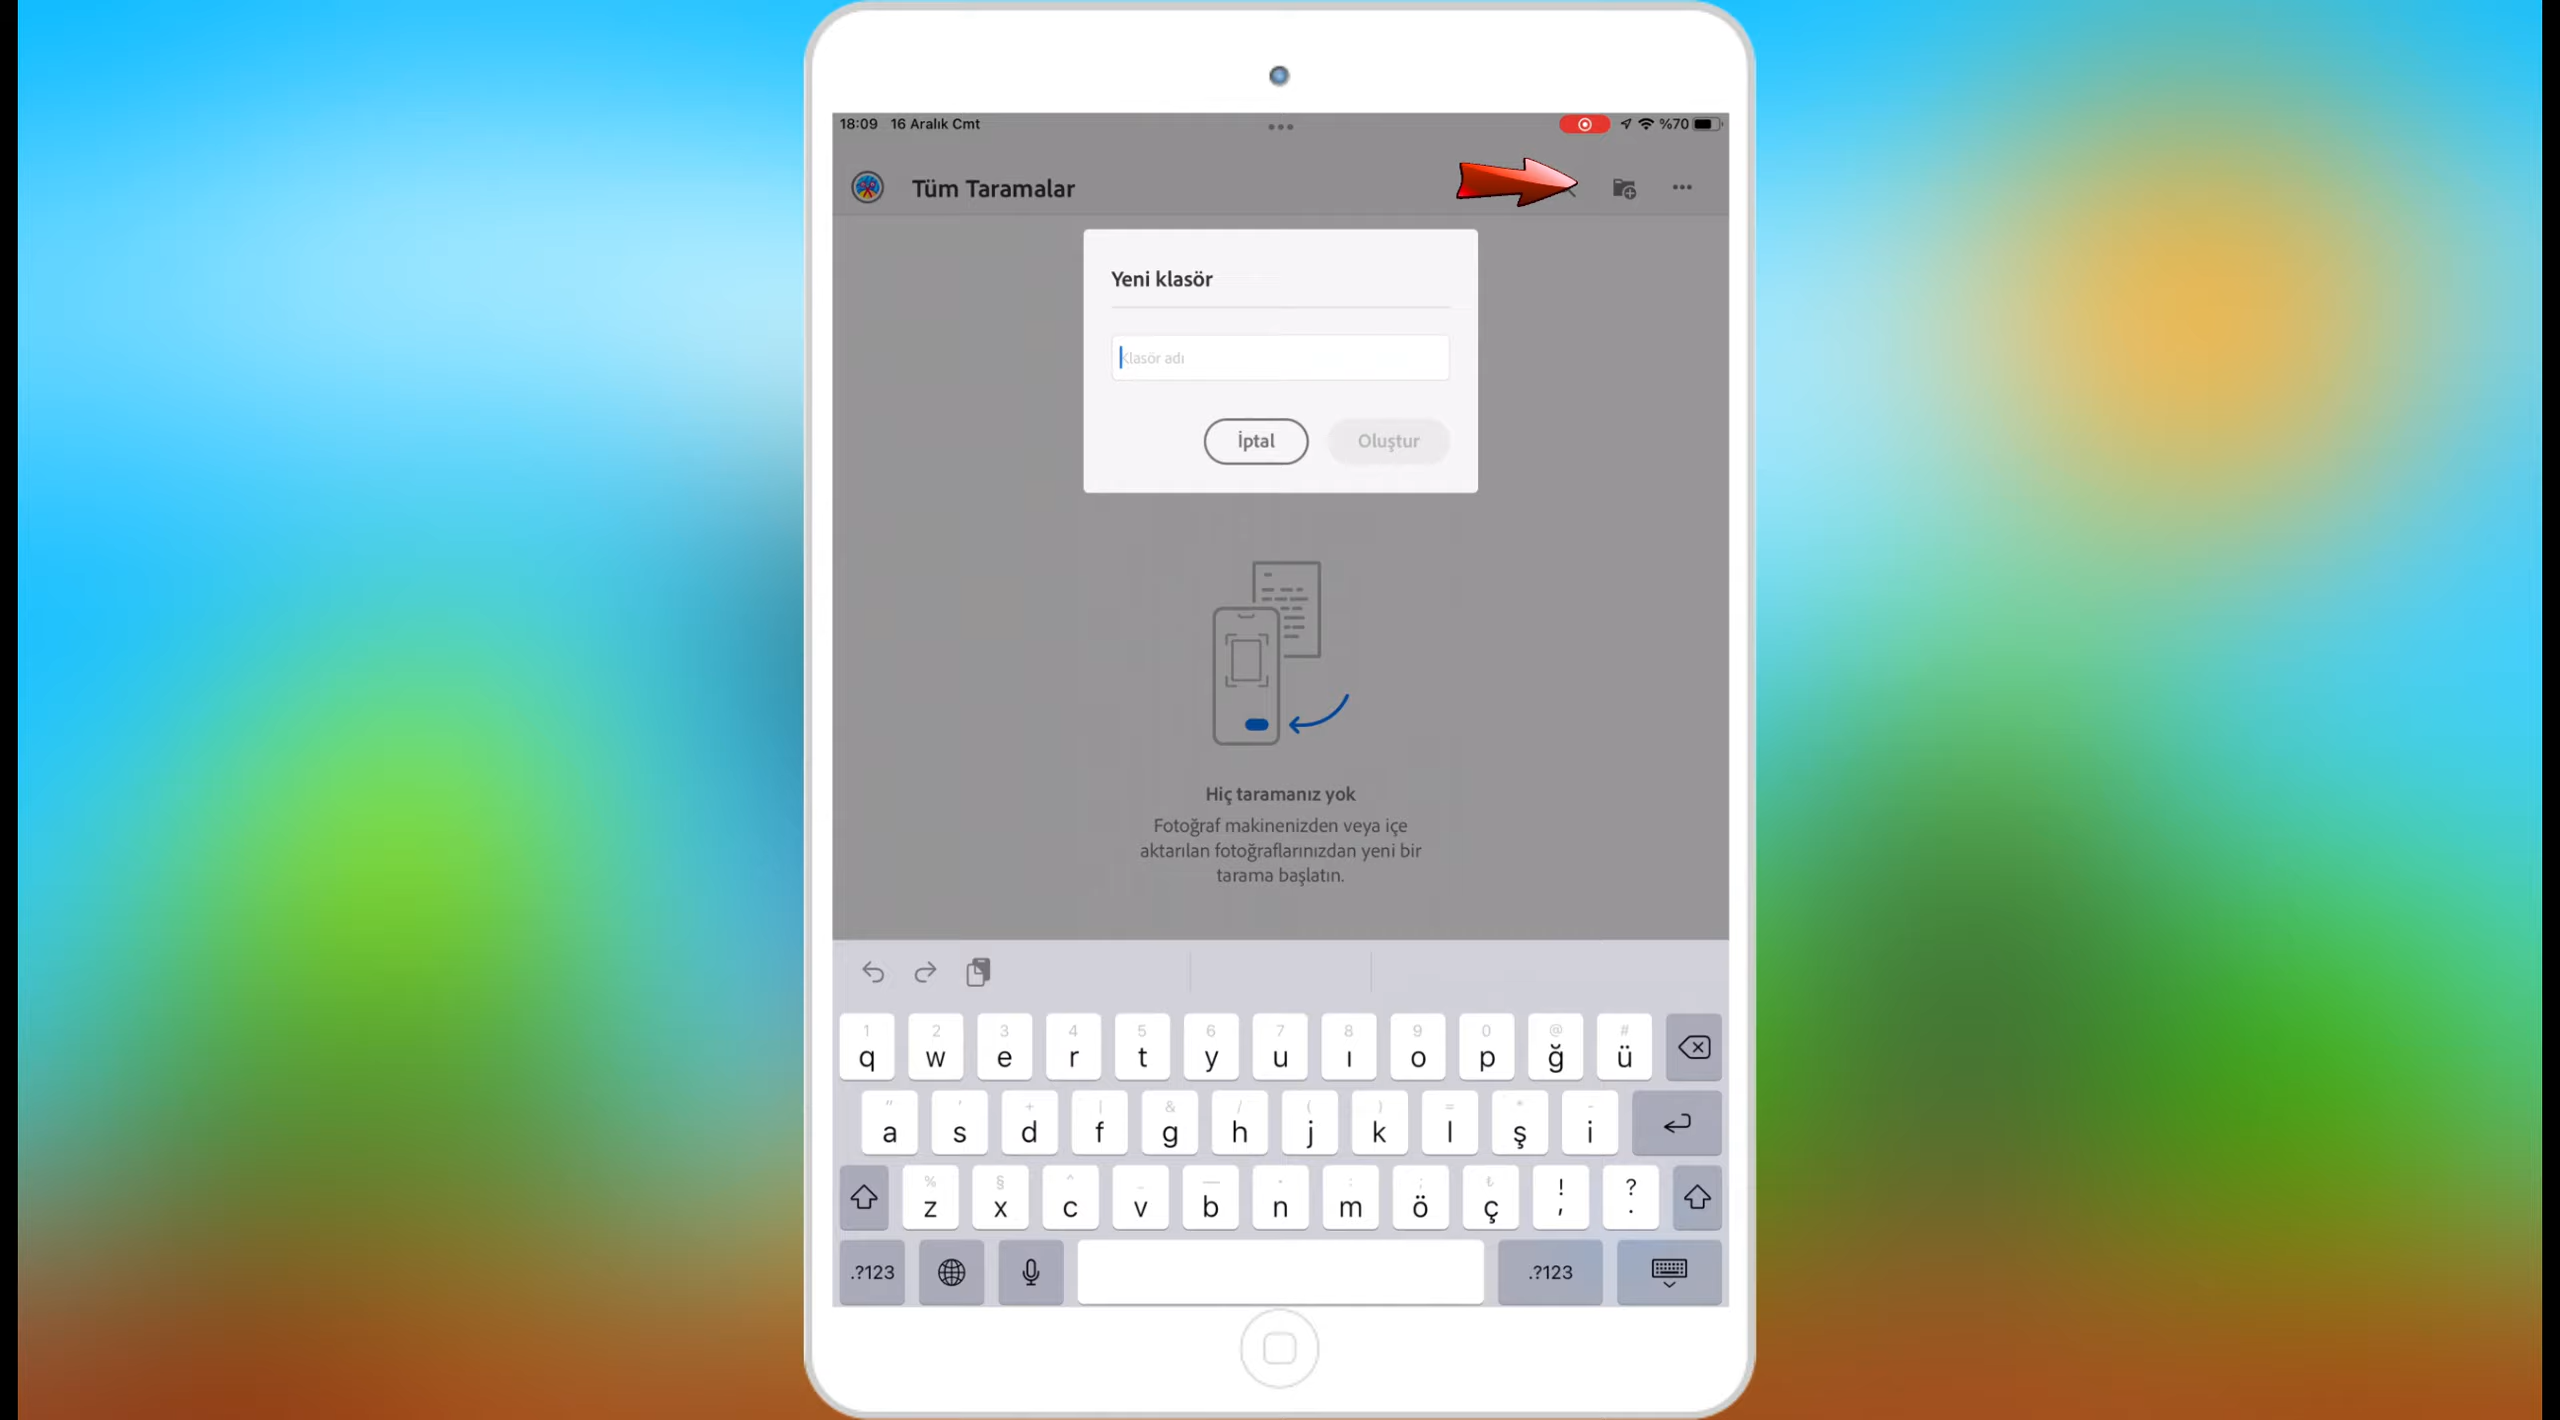 18:09 16 Aralık Cmt
%70
Tüm Taramalar
Yeni klasör
Klasör adı
İptal
Oluştur
Hiç taramanız yok
Fotoğraf makinenizden veya içe
aktarılan fotoğraflarınızdan yeni bir
tarama başlatın.
1 2 3 4 5 6 7 8 9 0 @ #
q w e r t y u ı o p ğ ü
" ' + | & / ( ) = * -
a s d f g h j k l ş i
% § ^ _ — · : ; ₺ ! ?
z x c v b n m ö ç , .
.?123 .?123